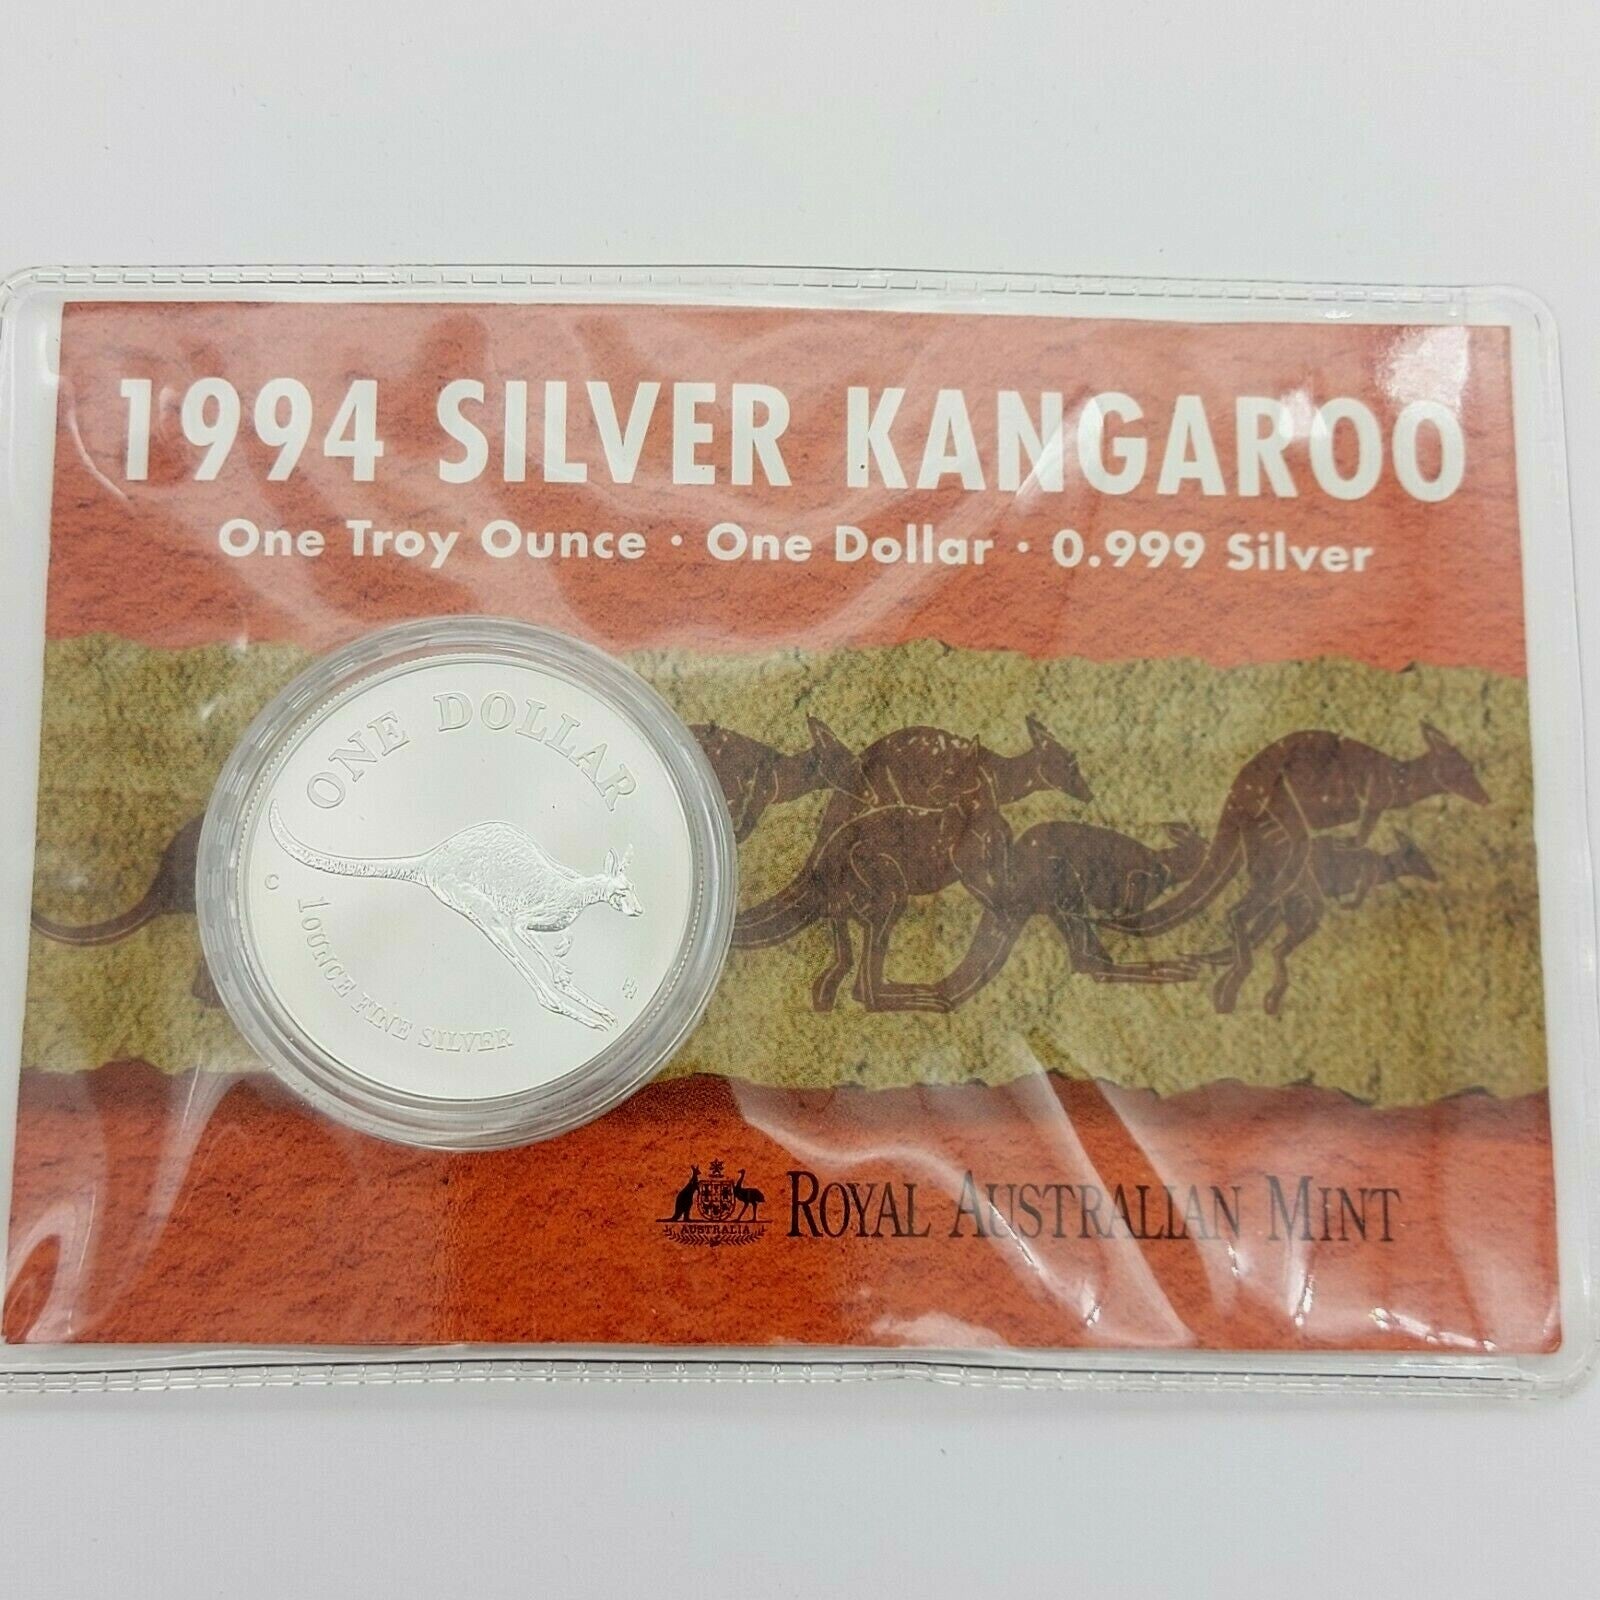 1994 SILVER KANGAROO
One Troy Ounce · One Dollar · 0.999 Silver
ONE DOLLAR
C
1 OUNCE FINE SILVER
AUSTRALIA
ROYAL AUSTRALIAN MINT